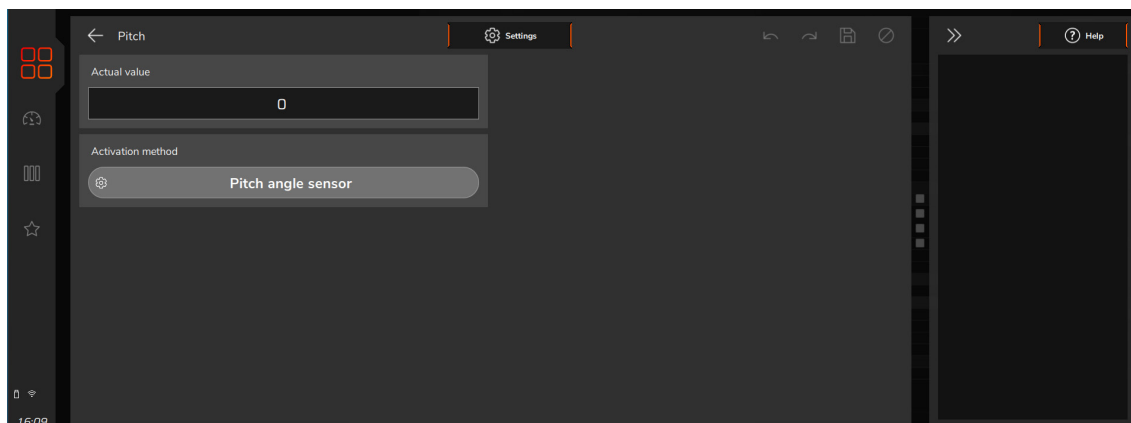 Pitch
Settings
Help
Actual value
0
Activation method
Pitch angle sensor
16:09